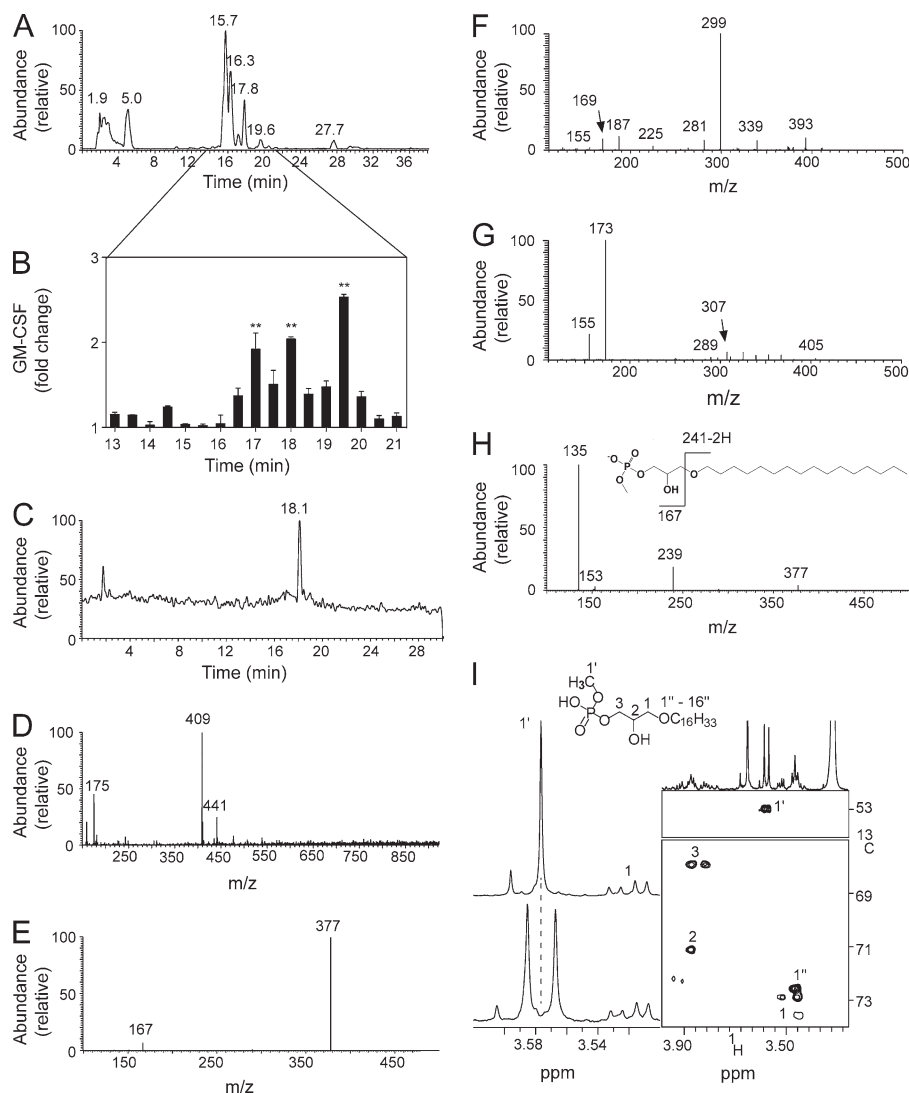 A
Abundance
(relative)
100
50
0
1.9
5.0
15.7
16.3
17.8
19.6
27.7
4 8 12 16 20 24 28 32 36
Time (min)
B
GM-CSF
(fold change)
3
2
1
** ** **
13 14 15 16 17 18 19 20 21
Time (min)
C
Abundance
(relative)
100
50
0
18.1
4 8 12 16 20 24 28
Time (min)
D
Abundance
(relative)
100
50
0
175
409
441
250 350 450 550 650 750 850
m/z
E
Abundance
(relative)
100
50
0
167
377
150 250 350 450
m/z
F
Abundance
(relative)
100
50
0
155
169
187
225
281
299
339
393
200 300 400 500
m/z
G
Abundance
(relative)
100
50
0
155
173
289
307
405
200 300 400 500
m/z
H
Abundance
(relative)
100
50
0
135
153
239
377
241-2H
167
-O
P
O
O
O
OH
O
150 250 350 450
m/z
I
1'
H3C
O
HO
P
O
O
3
2
1
OH
1" - 16"
OC16H33
1'
1
3.58 3.54
ppm
1'
3
2
1"
1
53
13
C
69
71
73
3.90 3.50
1
H
ppm